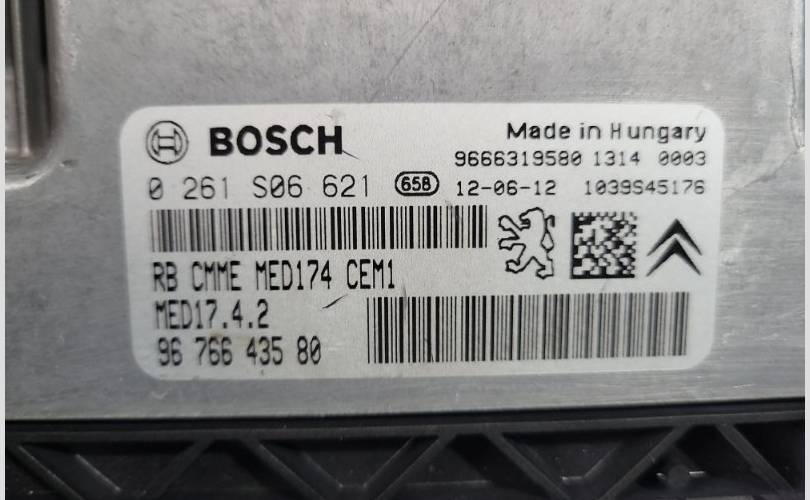 BOSCH
Made in Hungary
9666319580 1314 0003
0 261 S06 621 658 12-06-12 1039S45176
RB CMME MED174 CEM1
MED17.4.2
96 766 435 80